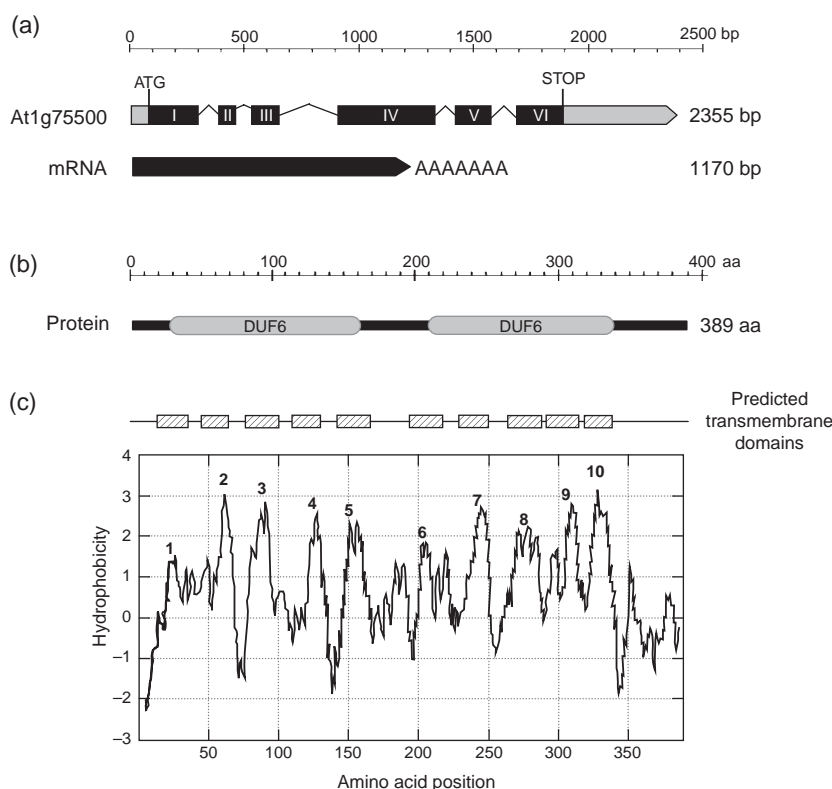 (a)
0 500 1000 1500 2000 2500 bp
ATG STOP
At1g75500 I II III IV V VI 2355 bp
mRNA AAAAAAA 1170 bp
(b)
0 100 200 300 400 aa
Protein DUF6 DUF6 389 aa
(c)
Predicted
transmembrane
domains
4
3
2
1
0
–1
–2
–3
Hydrophobicity
1 2 3 4 5 6 7 8 9 10
50 100 150 200 250 300 350
Amino acid position